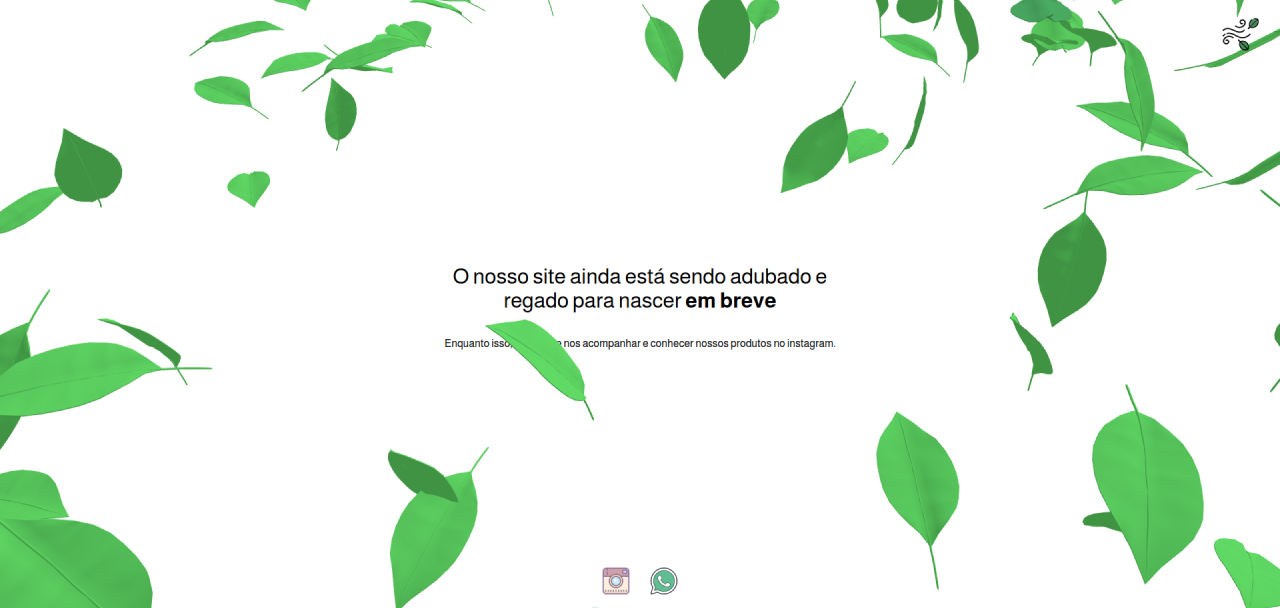 O nosso site ainda está sendo adubado e
regado para nascer em breve
Enquanto isso, nos acompanhar e conhecer nossos produtos no instagram.